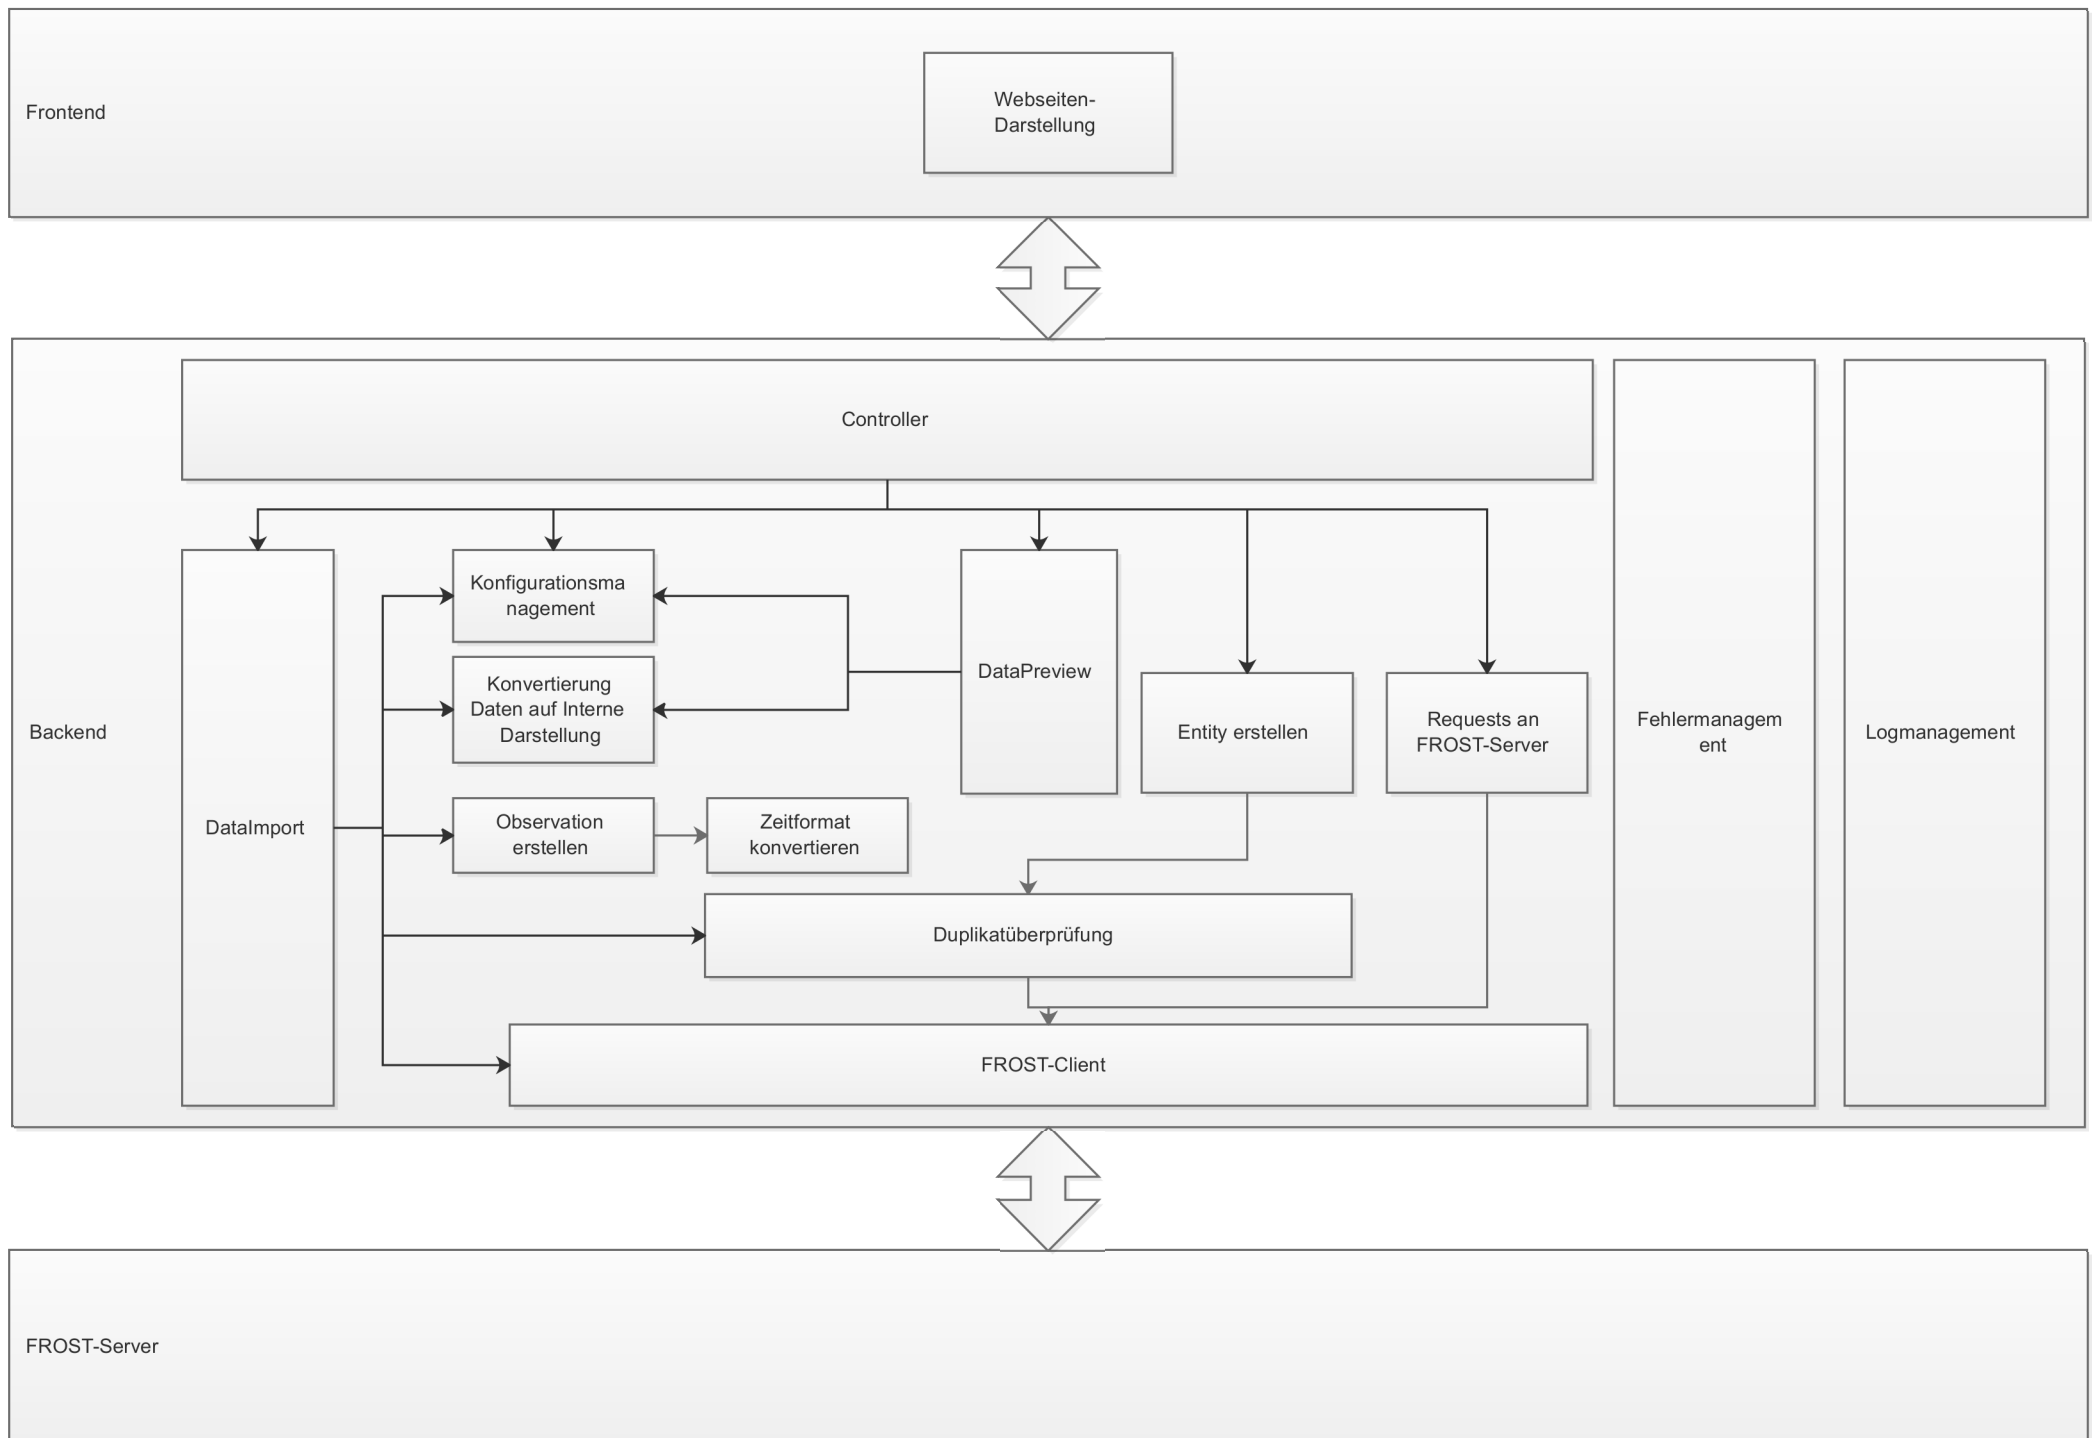 Frontend
Webseiten-
Darstellung
Controller
Konfigurationsma
nagement
DataPreview
Konvertierung
Daten auf Interne
Darstellung
Backend
Entity erstellen
Requests an
FROST-Server
Fehlermanagem
ent
Logmanagement
DataImport
Observation
erstellen
Zeitformat
konvertieren
Duplikatüberprüfung
FROST-Client
FROST-Server